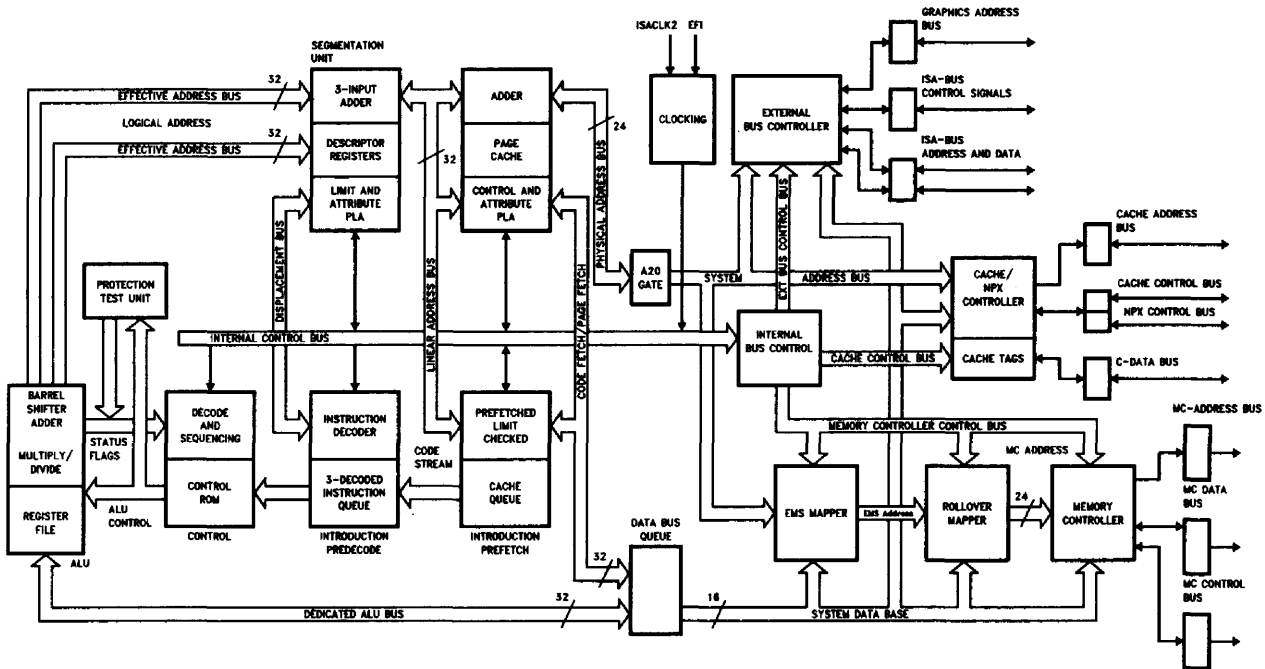 ISACLK2 EFI
GRAPHICS ADDRESS
BUS
SEGMENTATION
UNIT
32
EFFECTIVE ADDRESS BUS
LOGICAL ADDRESS
32
EFFECTIVE ADDRESS BUS
3-INPUT
ADDER
DESCRIPTOR
REGISTERS
LIMIT AND
ATTRIBUTE
PLA
32
ADDER
PAGE
CACHE
CONTROL AND
ATTRIBUTE
PLA
24
PHYSICAL ADDRESS BUS
CLOCKING
EXTERNAL
BUS CONTROLLER
ISA-BUS
CONTROL SIGNALS
ISA-BUS
ADDRESS AND DATA
CACHE ADDRESS
BUS
PROTECTION
TEST UNIT
DISPLACEMENT BUS
LINEAR ADDRESS BUS
CODE FETCH/PAGE FETCH
A20
GATE
SYSTEM
ADDRESS BUS
EXT BUS CONTROL BUS
CACHE/
NPX
CONTROLLER
CACHE CONTROL BUS
NPX CONTROL BUS
INTERNAL CONTROL BUS
INTERNAL
BUS CONTROL
CACHE CONTROL BUS
CACHE TAGS
C-DATA BUS
BARREL
SHIFTER
ADDER
MULTIPLY/
DIVIDE
REGISTER
FILE
ALU
STATUS
FLAGS
ALU
CONTROL
DECODE
AND
SEQUENCING
CONTROL
ROM
CONTROL
INSTRUCTION
DECODER
3-DECODED
INSTRUCTION
QUEUE
INTRODUCTION
PREDECODE
CODE
STREAM
PREFETCHED
LIMIT
CHECKED
CACHE
QUEUE
INTRODUCTION
PREFETCH
MEMORY CONTROLLER CONTROL BUS
MC ADDRESS
MC-ADDRESS BUS
EMS MAPPER
EMS Address
ROLLOVER
MAPPER
24
MEMORY
CONTROLLER
MC DATA
BUS
MC CONTROL
BUS
DATA BUS
QUEUE
32
32
DEDICATED ALU BUS
16
SYSTEM DATA BASE